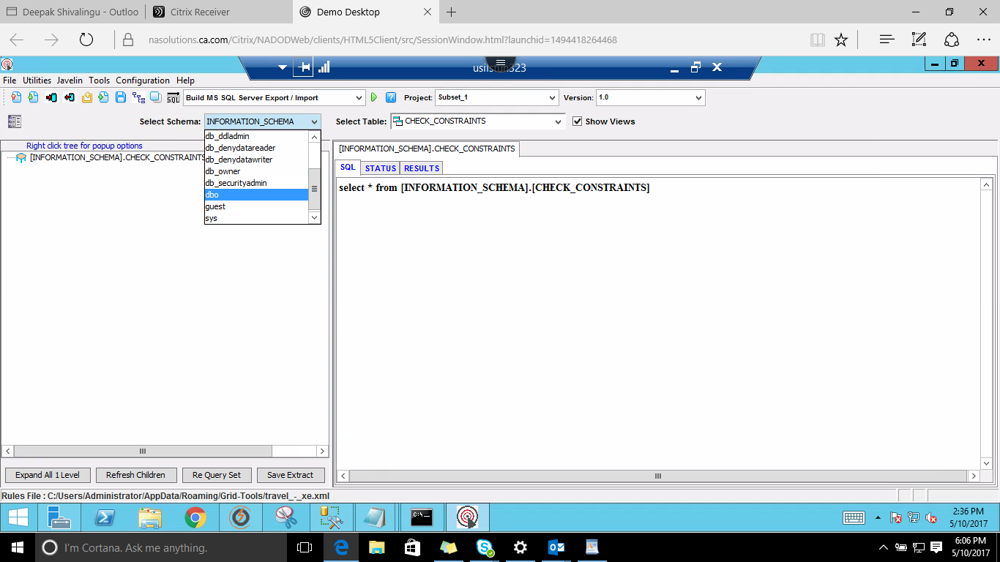 Deepak Shivalingu - Outloo
Citrix Receiver
Demo Desktop
nasolutions.ca.com/Citrix/NADODWeb/clients/HTML5Client/src/SessionWindow.html?launchid=1494418264468
File Utilities Javelin Tools Configuration Help
SQL
Build MS SQL Server Export / Import
Project:
Subset_1
Version:
1.0
Select Schema:
INFORMATION_SCHEMA
Select Table:
CHECK_CONSTRAINTS
Show Views
db_ddladmin
db_denydatareader
db_denydatawriter
db_owner
db_securityadmin
dbo
guest
sys
Right click tree for popup options
[INFORMATION_SCHEMA].CHECK_CONSTRAINTS
[INFORMATION_SCHEMA].CHECK_CONSTRAINTS
SQL STATUS RESULTS
select * from [INFORMATION_SCHEMA].[CHECK_CONSTRAINTS]
Expand All 1 Level
Refresh Children
Re Query Set
Save Extract
Rules File : C:/Users/Administrator/AppData/Roaming/Grid-Tools/travel_-_xe.xml
2:36 PM
5/10/2017
I'm Cortana. Ask me anything.
6:06 PM
5/10/2017